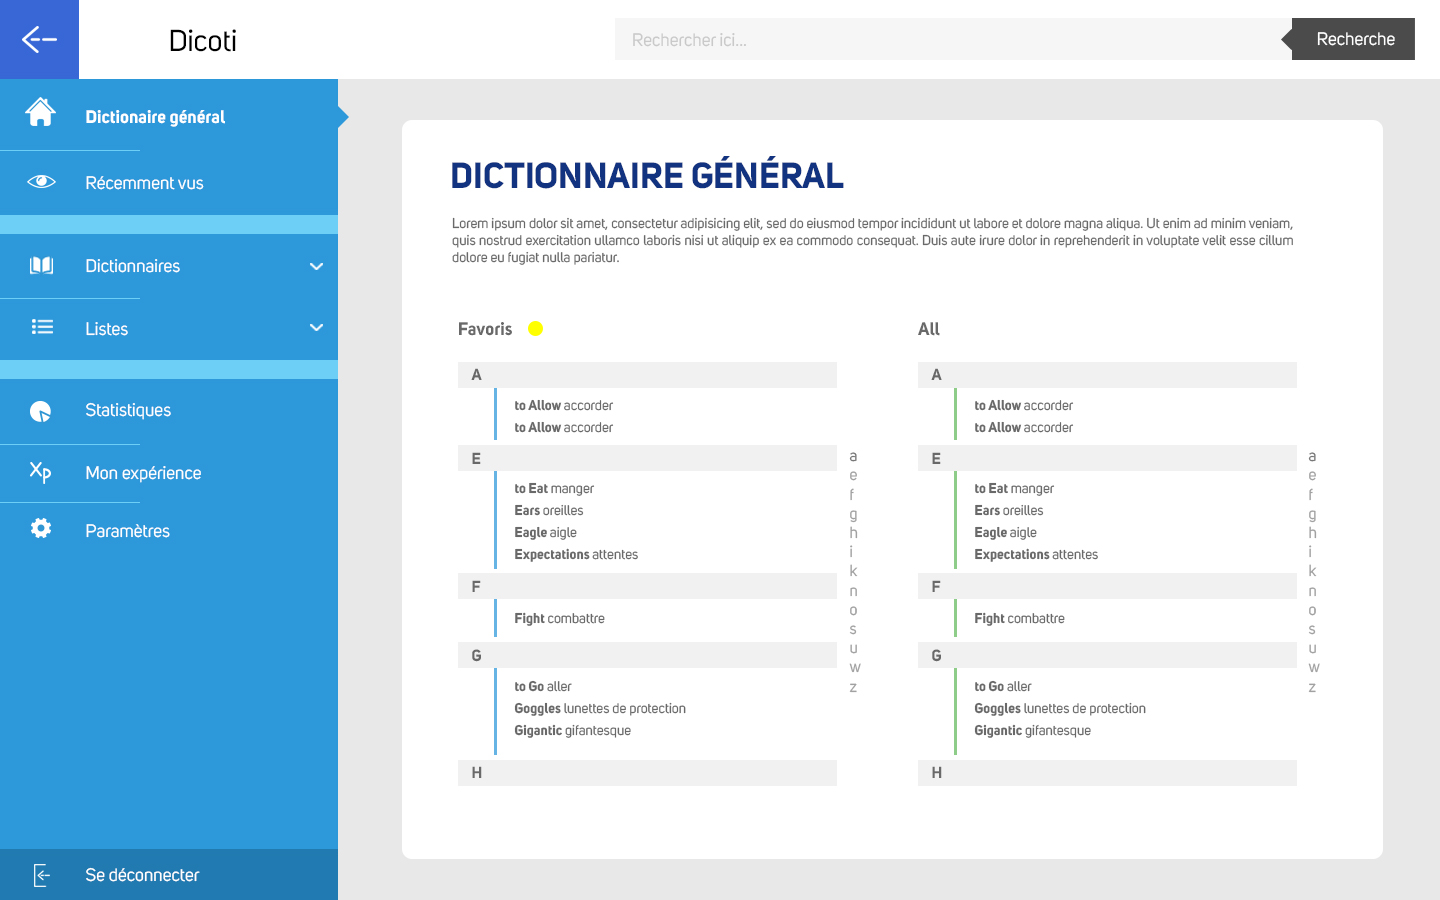 Dicoti
Rechercher ici...
Recherche
Dictionaire général
Récemment vus
Dictionnaires
Listes
Statistiques
Xp
Mon expérience
Paramètres
Se déconnecter
DICTIONNAIRE GÉNÉRAL
Lorem ipsum dolor sit amet, consectetur adipisicing elit, sed do eiusmod tempor incididunt ut labore et dolore magna aliqua. Ut enim ad minim veniam,
quis nostrud exercitation ullamco laboris nisi ut aliquip ex ea commodo consequat. Duis aute irure dolor in reprehenderit in voluptate velit esse cillum
dolore eu fugiat nulla pariatur.
Favoris
A
to Allow accorder
to Allow accorder
E
to Eat manger
Ears oreilles
Eagle aigle
Expectations attentes
F
Fight combattre
G
to Go aller
Goggles lunettes de protection
Gigantic gifantesque
H
a
e
f
g
h
i
k
n
o
s
u
w
z
All
A
to Allow accorder
to Allow accorder
E
to Eat manger
Ears oreilles
Eagle aigle
Expectations attentes
F
Fight combattre
G
to Go aller
Goggles lunettes de protection
Gigantic gifantesque
H
a
e
f
g
h
i
k
n
o
s
u
w
z